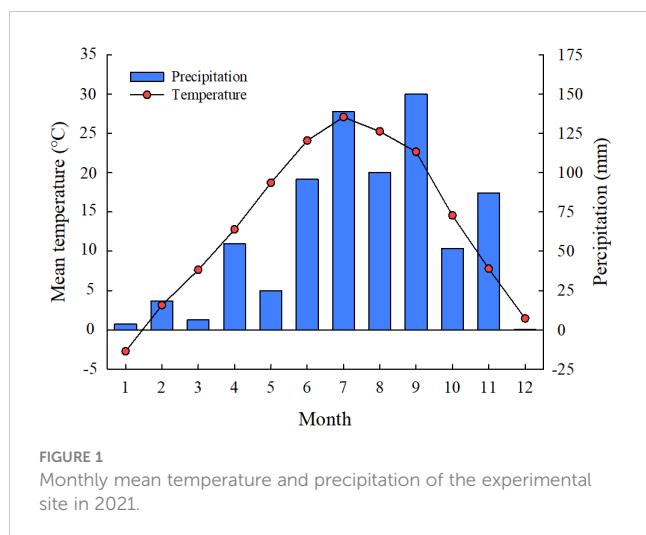 35
30
25
20
15
10
5
0
-5
Mean temperature (°C)
Precipitation
Temperature
175
150
125
100
75
50
25
0
-25
Percipitation (mm)
1 2 3 4 5 6 7 8 9 10 11 12
Month
FIGURE 1
Monthly mean temperature and precipitation of the experimental
site in 2021.